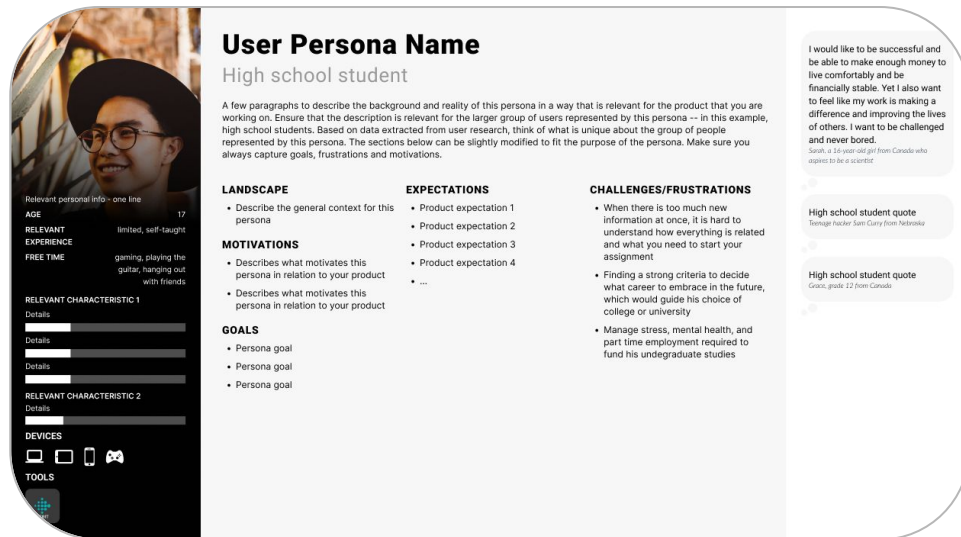 Relevant personal info - one line
AGE 17
RELEVANT limited, self-taught
EXPERIENCE
FREE TIME gaming, playing the
guitar, hanging out
with friends
RELEVANT CHARACTERISTIC 1
Details
Details
Details
RELEVANT CHARACTERISTIC 2
Details
DEVICES
TOOLS
User Persona Name
High school student
A few paragraphs to describe the background and reality of this persona in a way that is relevant for the product that you are
working on. Ensure that the description is relevant for the larger group of users represented by this persona -- in this example,
high school students. Based on data extracted from user research, think of what is unique about the group of people
represented by this persona. The sections below can be slightly modified to fit the purpose of the persona. Make sure you
always capture goals, frustrations and motivations.
LANDSCAPE
• Describe the general context for this
persona
MOTIVATIONS
• Describes what motivates this
persona in relation to your product
• Describes what motivates this
persona in relation to your product
GOALS
• Persona goal
• Persona goal
• Persona goal
EXPECTATIONS
• Product expectation 1
• Product expectation 2
• Product expectation 3
• Product expectation 4
• ...
CHALLENGES/FRUSTRATIONS
• When there is too much new
information at once, it is hard to
understand how everything is related
and what you need to start your
assignment
• Finding a strong criteria to decide
what career to embrace in the future,
which would guide his choice of
college or university
• Manage stress, mental health, and
part time employment required to
fund his undegraduate studies
I would like to be successful and
be able to make enough money to
live comfortably and be
financially stable. Yet I also want
to feel like my work is making a
difference and improving the lives
of others. I want to be challenged
and never bored.
Sarah, a 16-year-old girl from Canada who
aspires to be a scientist
High school student quote
Teenage hacker Sam Curry from Nebraska
High school student quote
Grace, grade 12 from Canada